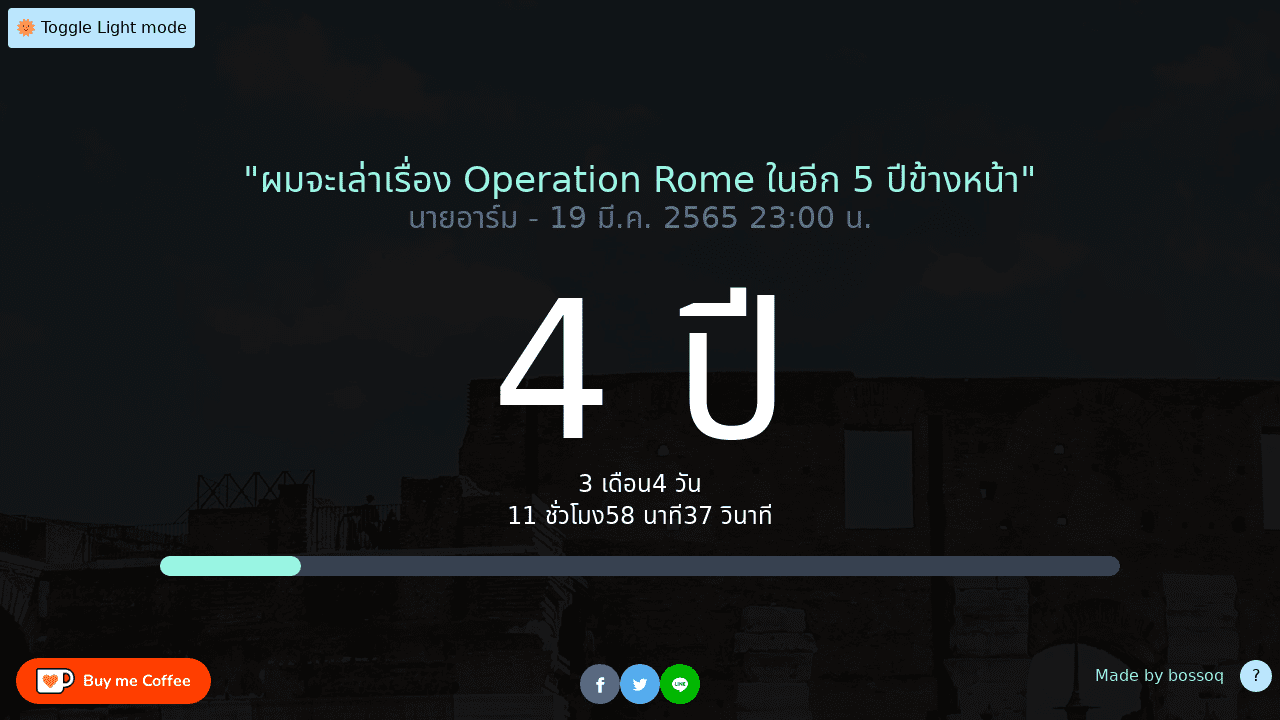 Toggle Light mode
"ผมจะเล่าเรื่อง Operation Rome ในอีก 5 ปีข้างหน้า"
นายอาร์ม - 19 มี.ค. 2565 23:00 น.
4 ปี
3 เดือน4 วัน
11 ชั่วโมง58 นาที37 วินาที
Buy me Coffee
LINE
Made by bossoq
?